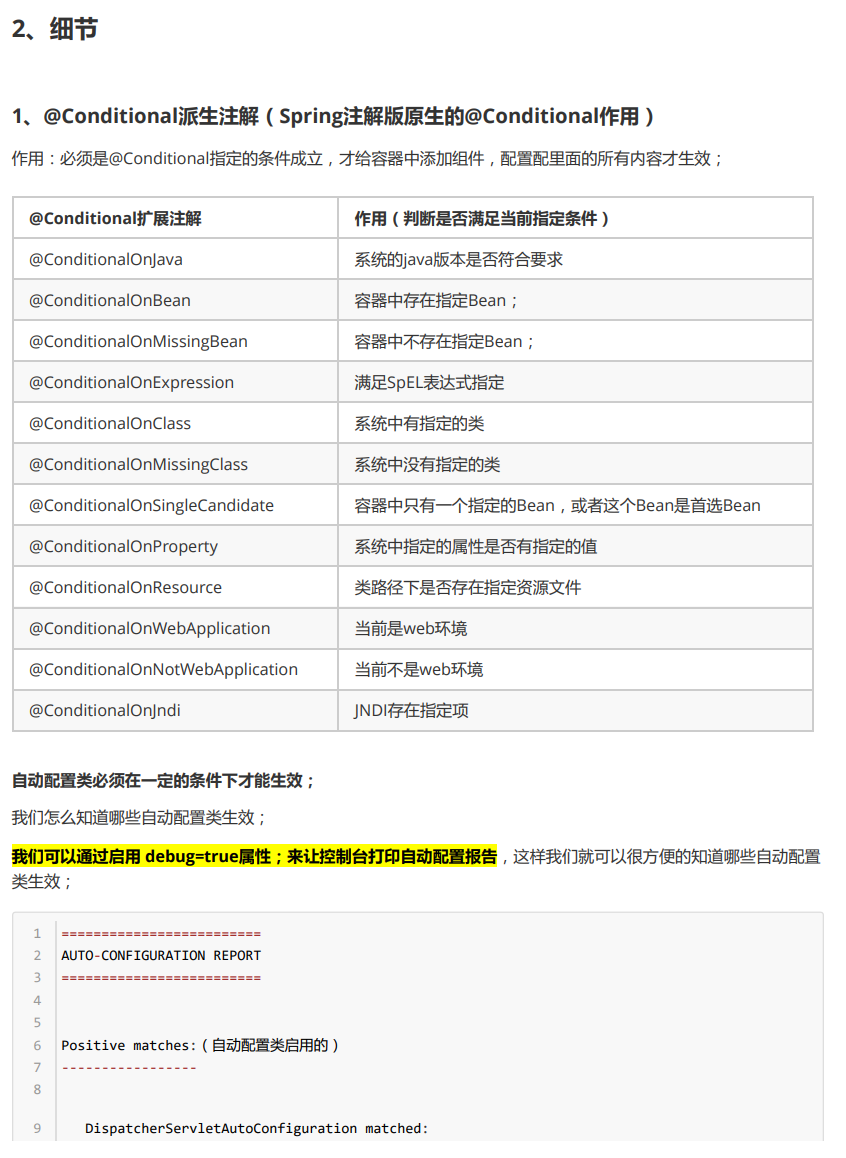 2、细节
1、@Conditional派生注解（Spring注解版原生的@Conditional作用）
作用：必须是@Conditional指定的条件成立，才给容器中添加组件，配置配里面的所有内容才生效；
@Conditional扩展注解 作用（判断是否满足当前指定条件）
@ConditionalOnJava 系统的java版本是否符合要求
@ConditionalOnBean 容器中存在指定Bean；
@ConditionalOnMissingBean 容器中不存在指定Bean；
@ConditionalOnExpression 满足SpEL表达式指定
@ConditionalOnClass 系统中有指定的类
@ConditionalOnMissingClass 系统中没有指定的类
@ConditionalOnSingleCandidate 容器中只有一个指定的Bean，或者这个Bean是首选Bean
@ConditionalOnProperty 系统中指定的属性是否有指定的值
@ConditionalOnResource 类路径下是否存在指定资源文件
@ConditionalOnWebApplication 当前是web环境
@ConditionalOnNotWebApplication 当前不是web环境
@ConditionalOnJndi JNDI存在指定项
自动配置类必须在一定的条件下才能生效；
我们怎么知道哪些自动配置类生效；
我们可以通过启用 debug=true属性；来让控制台打印自动配置报告，这样我们就可以很方便的知道哪些自动配置
类生效；
1 =========================
2 AUTO-CONFIGURATION REPORT
3 =========================
4
5
6 Positive matches:（自动配置类启用的）
7 -----------------
8
9 DispatcherServletAutoConfiguration matched: